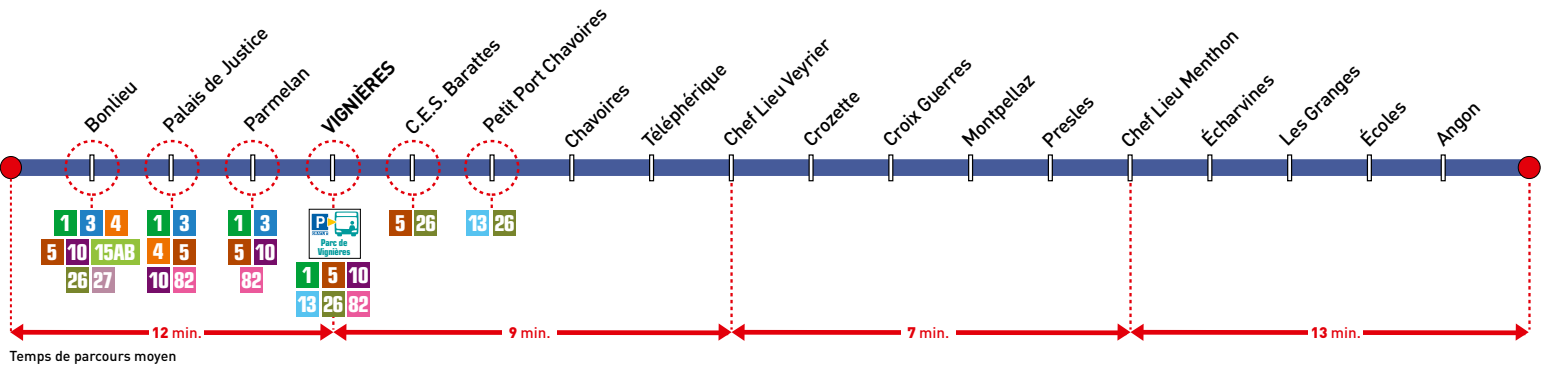 Bonlieu
Palais de Justice
Parmelan
VIGNIÈRES
C.E.S. Barattes
Petit Port Chavoires
Chavoires
Téléphérique
Chef Lieu Veyrier
Crozette
Croix Guerres
Montpellaz
Presles
Chef Lieu Menthon
Écharvines
Les Granges
Écoles
Angon
1 3 4
5 10 15AB
26 27
1 3
4 5
10 82
1 3
5 10
82
P
Parc de
Vignières
1 5 10
13 26 82
5 26
13 26
12 min.
9 min.
7 min.
13 min.
Temps de parcours moyen